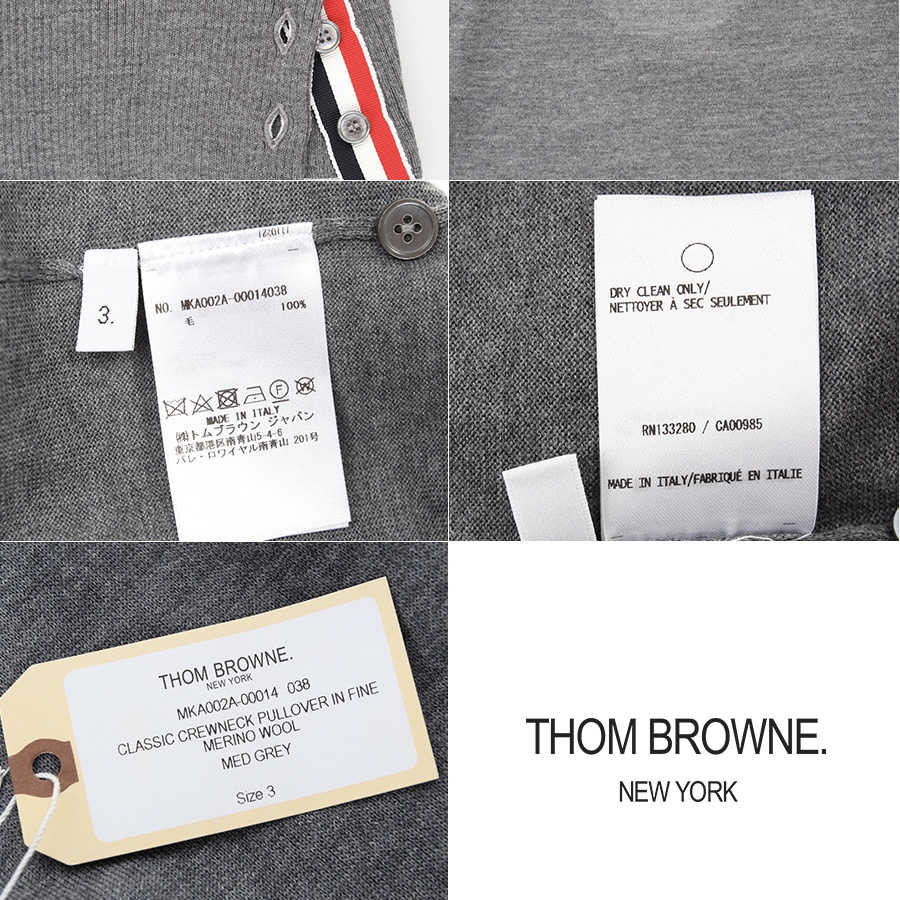 3.
NO. MKA002A-00014038
毛 100%
F
W
MADE IN ITALY
(株)トムブラウン ジャパン
東京都港区南青山5-4-6
パレ・ロワイヤル南青山 201号
DRY CLEAN ONLY/
NETTOYER À SEC SEULEMENT
RN133280 / CA00985
MADE IN ITALY/FABRIQUÉ EN ITALIE
THOM BROWNE.
NEW YORK
MKA002A-00014 038
CLASSIC CREWNECK PULLOVER IN FINE
MERINO WOOL
MED GREY
Size 3
THOM BROWNE.
NEW YORK